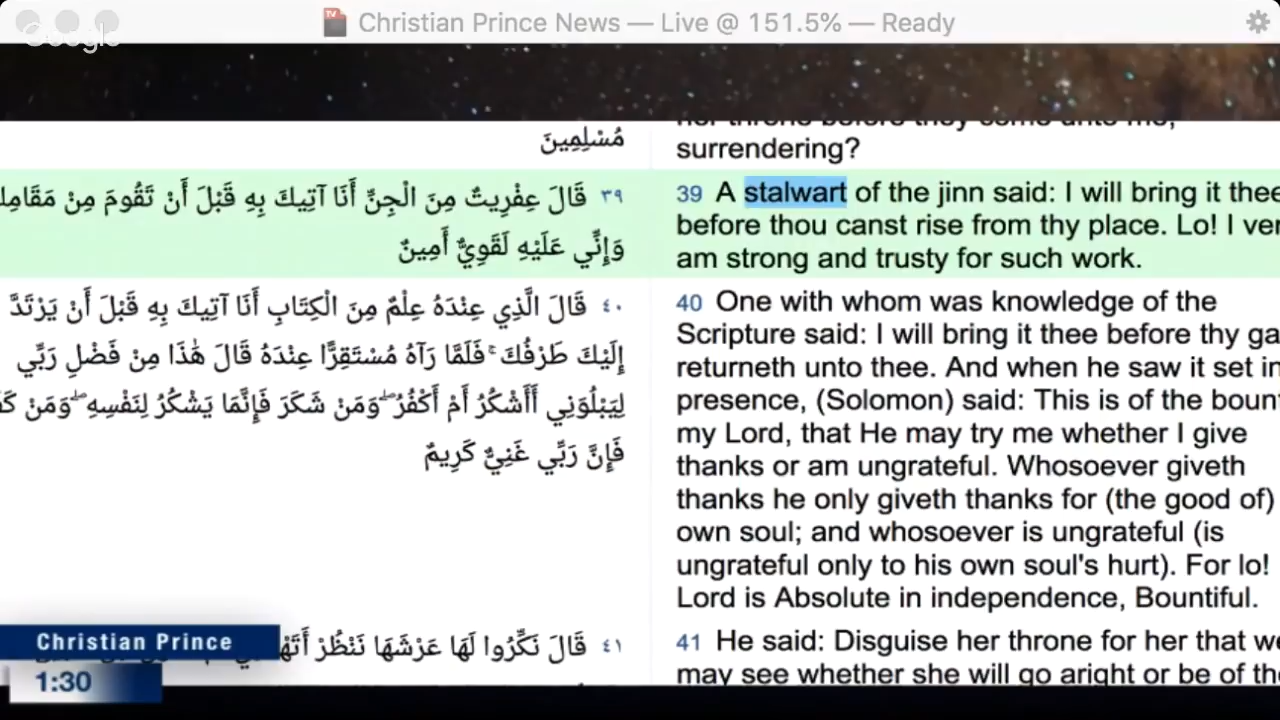 Christian Prince News — Live @ 151.5% — Ready
Google
مُسْلِمِينَ
٣٩ قَالَ عِفْرِيتٌ مِنَ الْجِنِّ أَنَا آتِيكَ بِهِ قَبْلَ أَنْ تَقُومَ مِنْ
وَإِنِّي عَلَيْهِ لَقَوِيٌّ أَمِينٌ
٤٠ قَالَ الَّذِي عِنْدَهُ عِلْمٌ مِنَ الْكِتَابِ أَنَا آتِيكَ بِهِ قَبْلَ أَنْ يَرْتَدَّ
إِلَيْكَ طَرْفُكَ ۚ فَلَمَّا رَآهُ مُسْتَقِرًّا عِنْدَهُ قَالَ هَٰذَا مِنْ فَضْلِ رَبِّي
لِيَبْلُوَنِي أَأَشْكُرُ أَمْ أَكْفُرُ ۖ وَمَنْ شَكَرَ فَإِنَّمَا يَشْكُرُ لِنَفْسِهِ ۖ وَمَنْ
فَإِنَّ رَبِّي غَنِيٌّ كَرِيمٌ
٤١ قَالَ نَكِّرُوا لَهَا عَرْشَهَا نَنْظُرْ
her throne before they come unto me,
surrendering?
39 A stalwart of the jinn said: I will bring it thee
before thou canst rise from thy place. Lo! I
am strong and trusty for such work.
40 One with whom was knowledge of the
Scripture said: I will bring it thee before thy
returneth unto thee. And when he saw it set in
presence, (Solomon) said: This is of the
my Lord, that He may try me whether I give
thanks or am ungrateful. Whosoever giveth
thanks he only giveth thanks for (the good of)
own soul; and whosoever is ungrateful (is
ungrateful only to his own soul's hurt). For lo!
Lord is Absolute in independence, Bountiful.
41 He said: Disguise her throne for her that
may see whether she will go aright or be of
Christian Prince
1:30